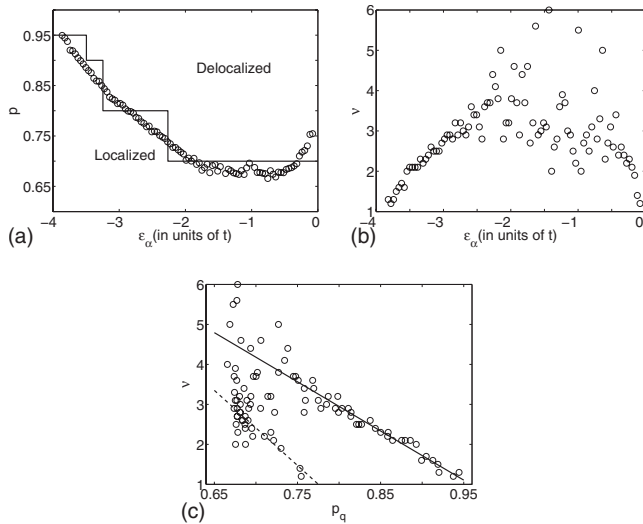 0.95
0.85
0.75
0.65
p
Delocalized
Localized
−4
−3
−2
−1
0
ε_α(in units of t)
(a)
6
5
4
3
2
1
ν
−4
−3
−2
−1
0
ε_α(in units of t)
(b)
6
5
4
3
2
1
ν
0.65
0.75
0.85
0.95
p_q
(c)